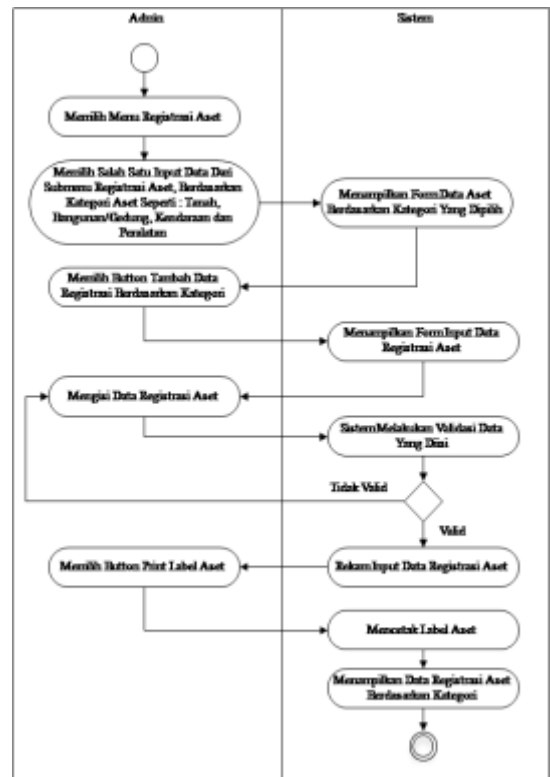 Admin
Sistem
Memilih Menu Registrasi Aset
Memilih Salah Satu Input Data Dari
Submenu Registrasi Aset, Berdasarkan
Kategori Aset Seperti : Tanah,
Bangunan/Gedung, Kendaraan dan
Peralatan
Menampilkan Form Data Aset
Berdasarkan Kategori Yang Dipilih
Memilih Button Tambah Data
Registrasi Berdasarkan Kategori
Menampilkan Form Input Data
Registrasi Aset
Mengisi Data Registrasi Aset
Sistem Melakukan Validasi Data
Yang Diisi
Tidak Valid
Valid
Memilih Button Print Label Aset
Rekam Input Data Registrasi Aset
Mencetak Label Aset
Menampilkan Data Registrasi Aset
Berdasarkan Kategori